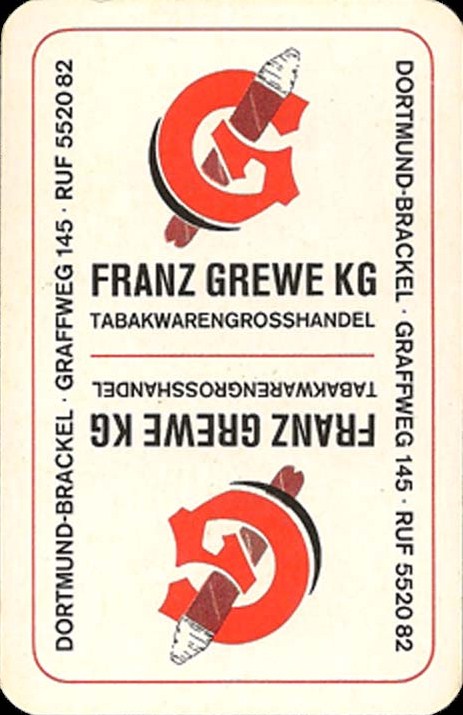 DORTMUND-BRACKEL · GRAFFWEG 145 · RUF 5520 82
FRANZ GREWE KG
TABAKWARENGROSSHANDEL
TABAKWARENGROSSHANDEL
FRANZ GREWE KG
DORTMUND-BRACKEL · GRAFFWEG 145 · RUF 5520 82